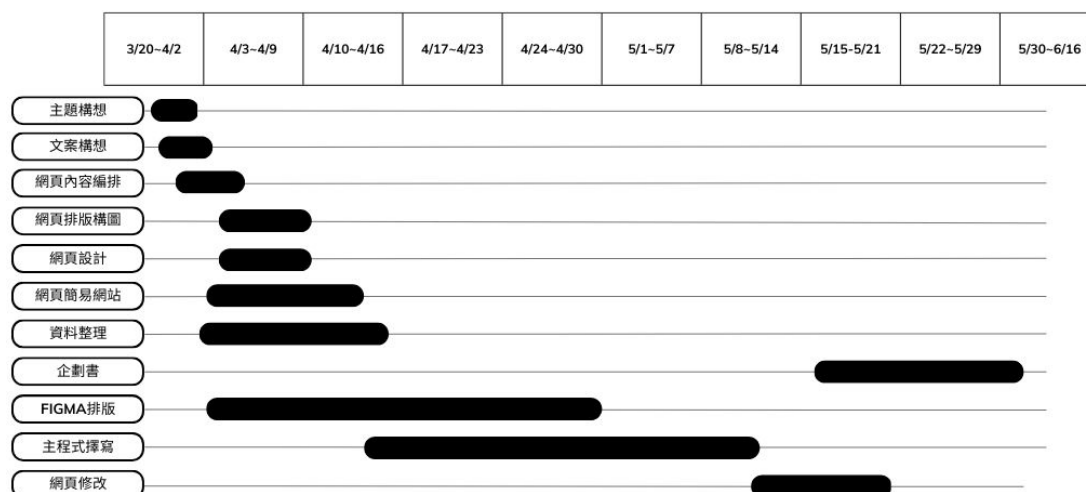 3/20~4/2 4/3~4/9 4/10~4/16 4/17~4/23 4/24~4/30 5/1~5/7 5/8~5/14 5/15-5/21 5/22~5/29 5/30~6/16
主題構想
文案構想
網頁內容編排
網頁排版構圖
網頁設計
網頁簡易網站
資料整理
企劃書
FIGMA排版
主程式擇寫
網頁修改